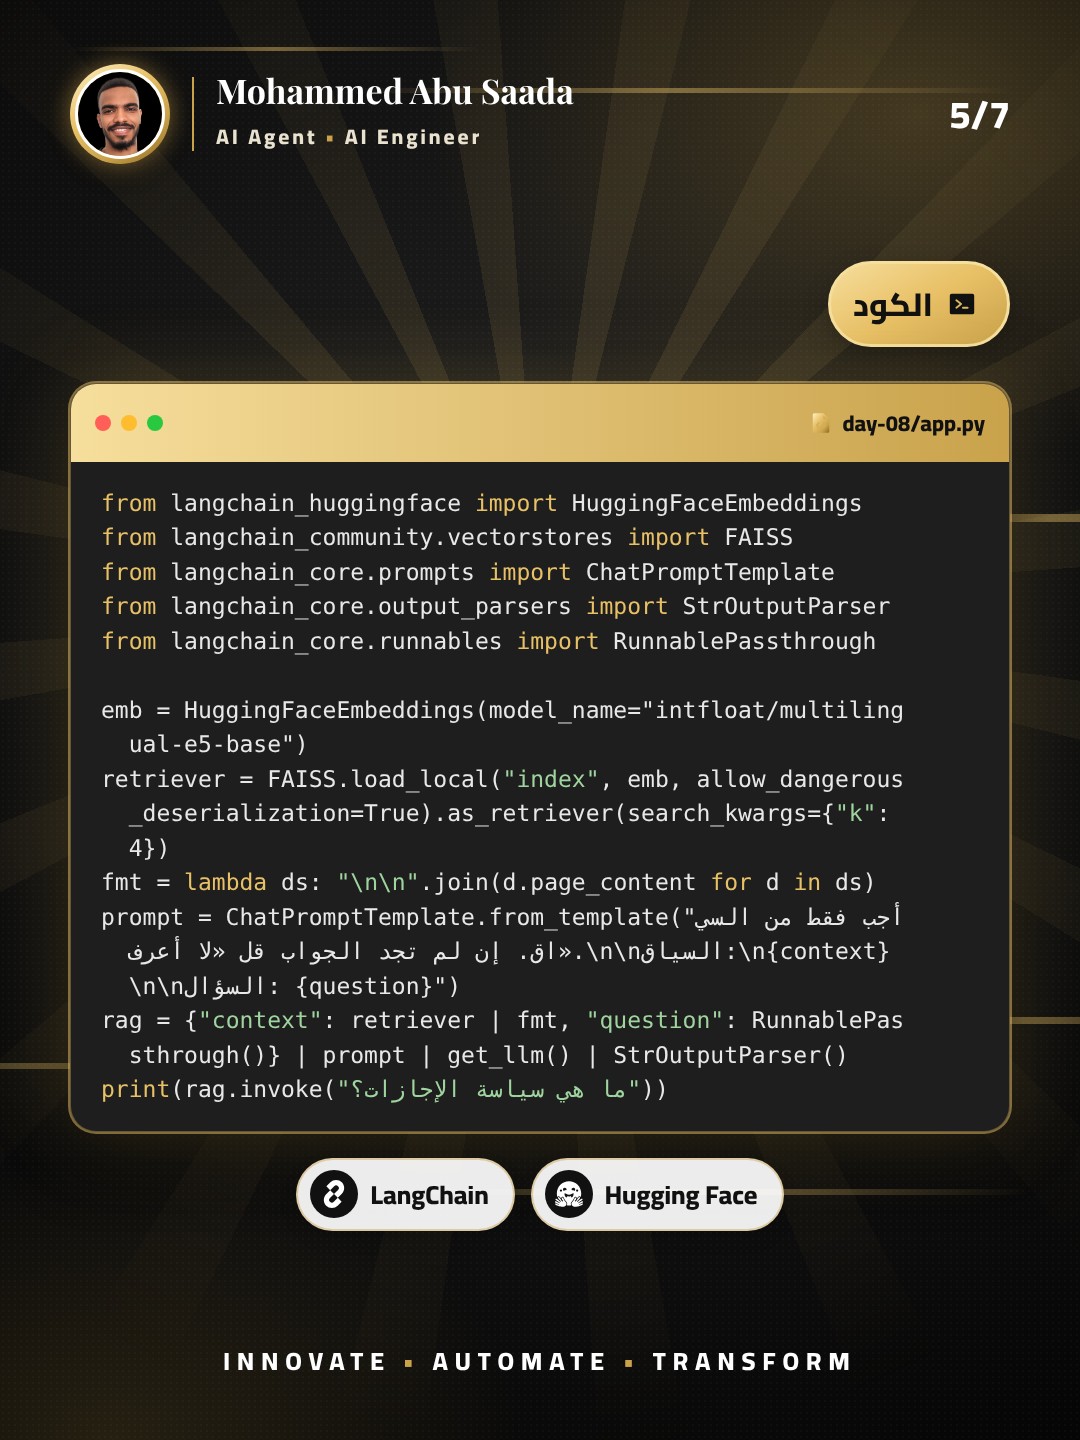 Mohammed Abu Saada
AI Agent ▪ AI Engineer
5/7
الكود
day-08/app.py
from langchain_huggingface import HuggingFaceEmbeddings
from langchain_community.vectorstores import FAISS
from langchain_core.prompts import ChatPromptTemplate
from langchain_core.output_parsers import StrOutputParser
from langchain_core.runnables import RunnablePassthrough

emb = HuggingFaceEmbeddings(model_name="intfloat/multiling
  ual-e5-base")
retriever = FAISS.load_local("index", emb, allow_dangerous
  _deserialization=True).as_retriever(search_kwargs={"k":
  4})
fmt = lambda ds: "\n\n".join(d.page_content for d in ds)
prompt = ChatPromptTemplate.from_template("أجب فقط من السي
  اق. إن لم تجد الجواب قل «لا أعرف».\n\nالسياق:\n{context}
  \n\nالسؤال: {question}")
rag = {"context": retriever | fmt, "question": RunnablePas
  sthrough()} | prompt | get_llm() | StrOutputParser()
print(rag.invoke("ما هي سياسة الإجازات؟"))
LangChain
Hugging Face
INNOVATE ▪ AUTOMATE ▪ TRANSFORM